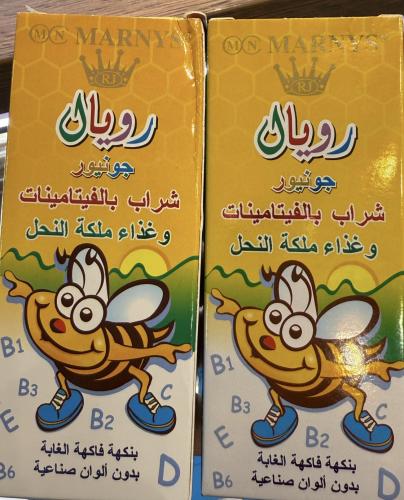 MN MARNYS®
RJ
رويال
جونيور
شراب بالفيتامينات
وغذاء ملكة النحل
B1
B3
C
E
B2
بنكهة فاكهة الغابة
بدون ألوان صناعية
B6
D
MN MARNYS®
RJ
رويال
جونيور
شراب بالفيتامينات
وغذاء ملكة النحل
B1
B3
C
E
B2
بنكهة فاكهة الغابة
بدون ألوان صناعية
B6
D